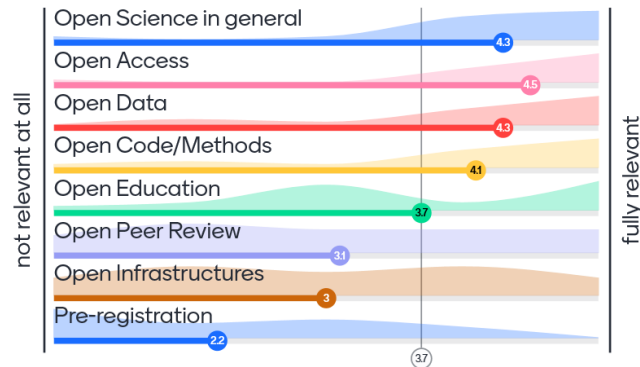 not relevant at all
Open Science in general
4.3
Open Access
4.5
Open Data
4.3
Open Code/Methods
4.1
Open Education
3.7
Open Peer Review
3.1
Open Infrastructures
3
Pre-registration
2.2
3.7
fully relevant